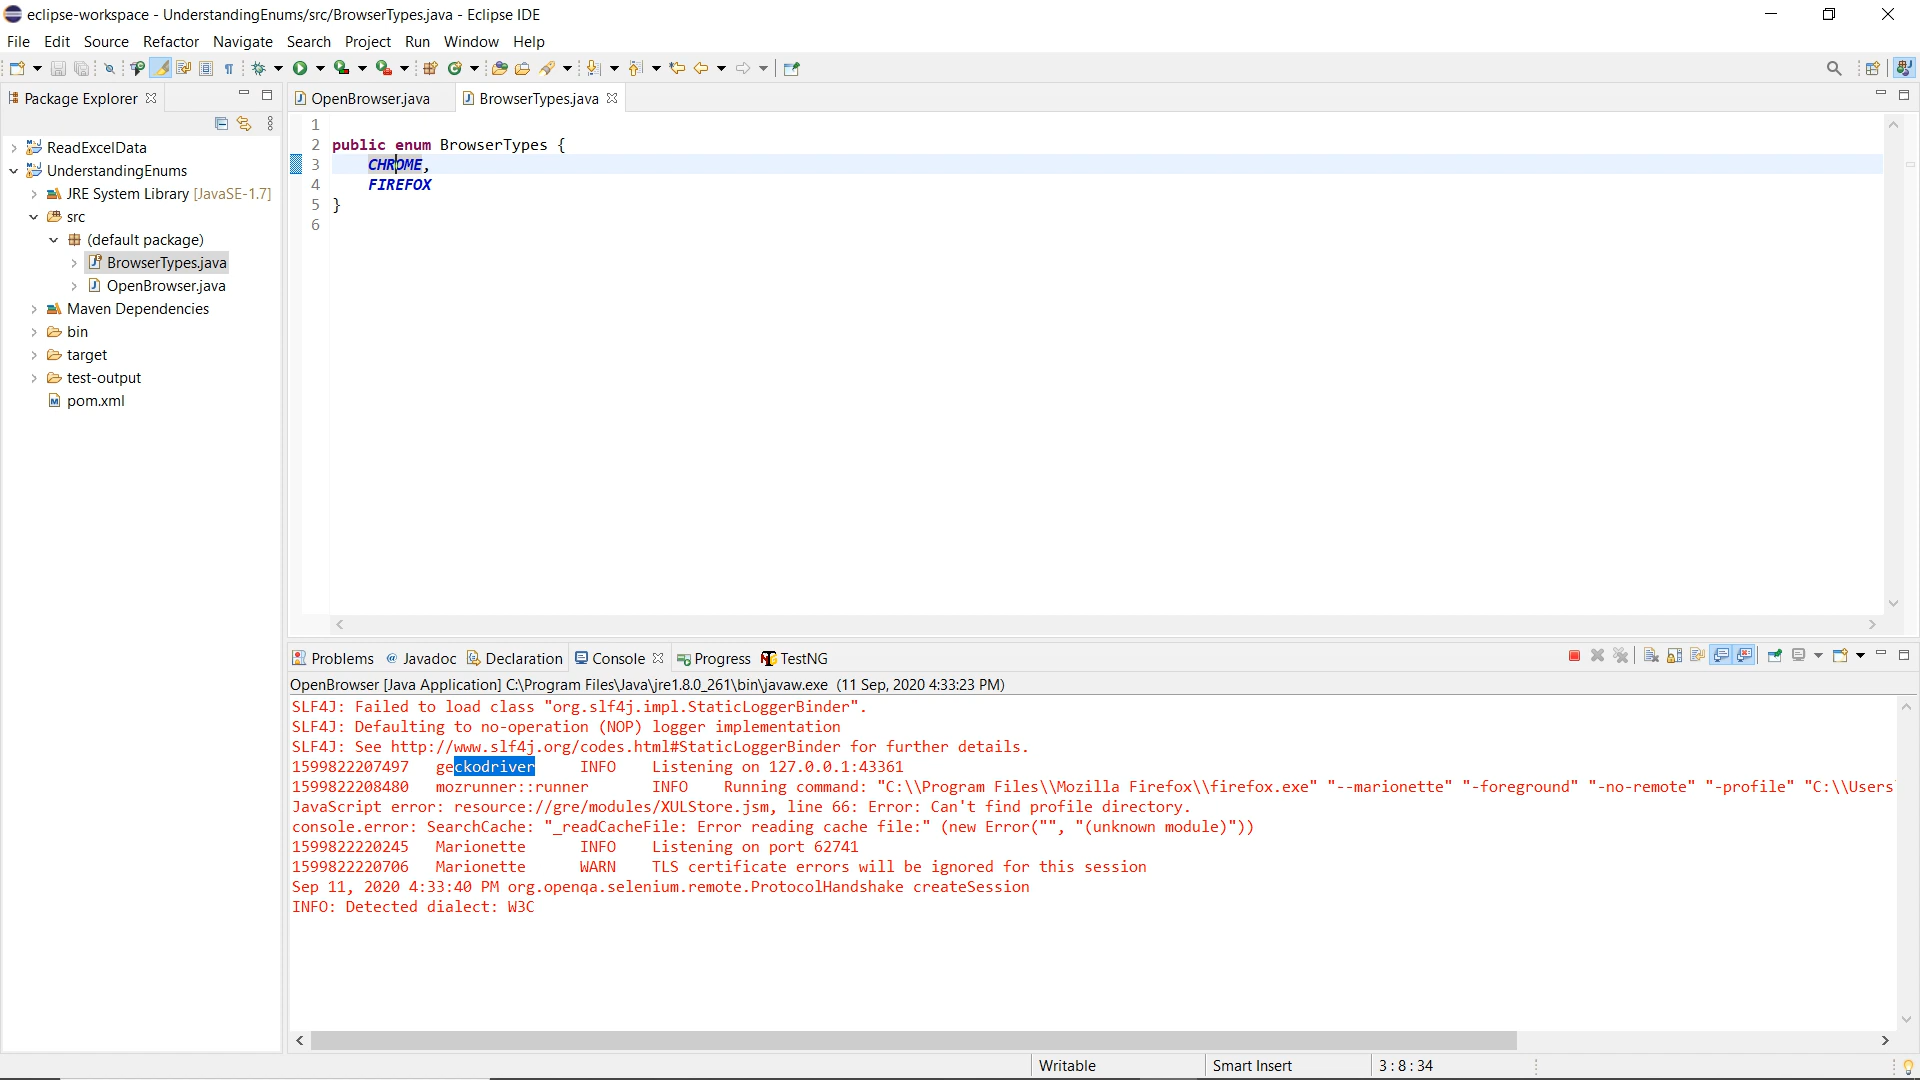 eclipse-workspace - UnderstandingEnums/src/BrowserTypes.java - Eclipse IDE
File Edit Source Refactor Navigate Search Project Run Window Help
Package Explorer
ReadExcelData
UnderstandingEnums
JRE System Library [JavaSE-1.7]
src
(default package)
BrowserTypes.java
OpenBrowser.java
Maven Dependencies
bin
target
test-output
pom.xml
OpenBrowser.java BrowserTypes.java
1
2 public enum BrowserTypes {
3 CHROME,
4 FIREFOX
5 }
6
Problems Javadoc Declaration Console Progress TestNG
OpenBrowser [Java Application] C:\Program Files\Java\jre1.8.0_261\bin\javaw.exe (11 Sep, 2020 4:33:23 PM)
SLF4J: Failed to load class "org.slf4j.impl.StaticLoggerBinder".
SLF4J: Defaulting to no-operation (NOP) logger implementation
SLF4J: See http://www.slf4j.org/codes.html#StaticLoggerBinder for further details.
1599822207497 geckodriver INFO Listening on 127.0.0.1:43361
1599822208480 mozrunner::runner INFO Running command: "C:\\Program Files\\Mozilla Firefox\\firefox.exe" "--marionette" "-foreground" "-no-remote" "-profile" "C:\\Users
JavaScript error: resource://gre/modules/XULStore.jsm, line 66: Error: Can't find profile directory.
console.error: SearchCache: "_readCacheFile: Error reading cache file:" (new Error("", "(unknown module)"))
1599822220245 Marionette INFO Listening on port 62741
1599822220706 Marionette WARN TLS certificate errors will be ignored for this session
Sep 11, 2020 4:33:40 PM org.openqa.selenium.remote.ProtocolHandshake createSession
INFO: Detected dialect: W3C
Writable Smart Insert 3 : 8 : 34